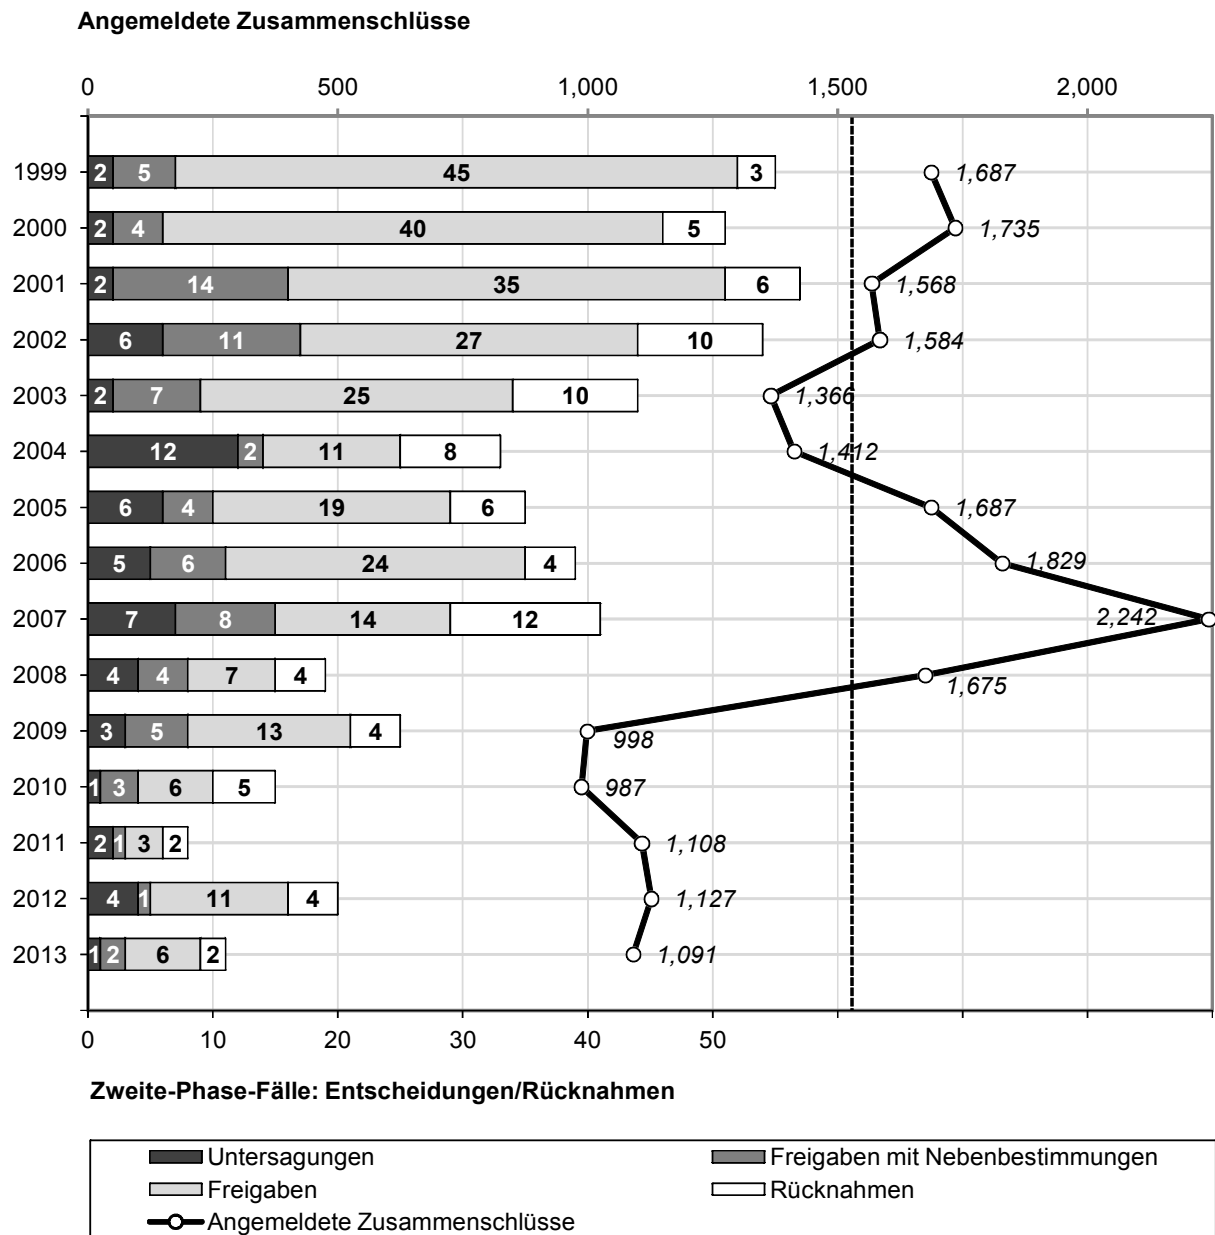 Angemeldete Zusammenschlüsse
0 500 1,000 1,500 2,000
1999 2 5 45 3 1,687
2000 2 4 40 5 1,735
2001 2 14 35 6 1,568
2002 6 11 27 10 1,584
2003 2 7 25 10 1,366
2004 12 2 11 8 1,412
2005 6 4 19 6 1,687
2006 5 6 24 4 1,829
2007 7 8 14 12 2,242
2008 4 4 7 4 1,675
2009 3 5 13 4 998
2010 1 3 6 5 987
2011 2 1 3 2 1,108
2012 4 1 11 4 1,127
2013 1 2 6 2 1,091
0 10 20 30 40 50
Zweite-Phase-Fälle: Entscheidungen/Rücknahmen
Untersagungen Freigaben mit Nebenbestimmungen
Freigaben Rücknahmen
Angemeldete Zusammenschlüsse